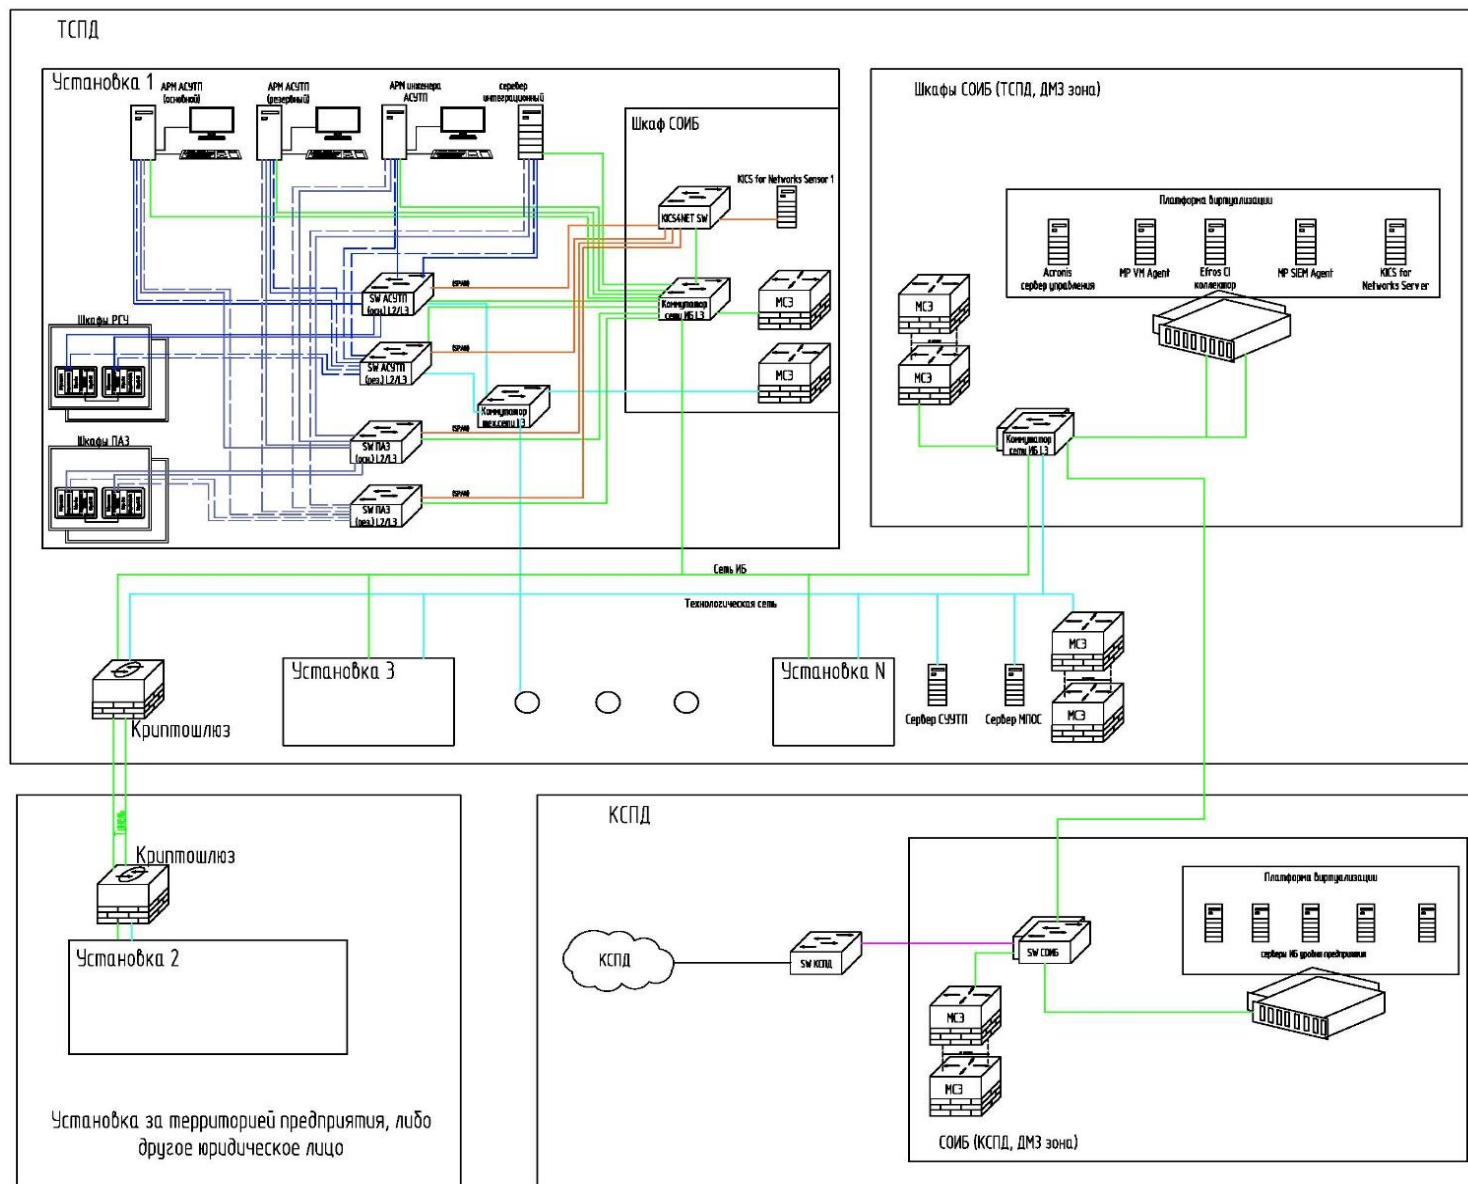 ТСПД
Установка 1
АРМ АСУТП
(основной)
АРМ АСУТП
(резервный)
АРМ инженера
АСУТП
серебер
интеграционный
Шкаф СОИБ
KICS4NET SW
KICS for Networks Sensor 1
(SPAN)
SW АСУТП
(осн.) L2/L3
Коммутатор
сети ИБ L3
МСЭ
Шкафы РСУ
(SPAN)
SW АСУТП
(рез.) L2/L3
МСЭ
Коммутатор
тех.сети L3
(SPAN)
Шкафы ПАЗ
SW ПАЗ
(осн.) L2/L3
(SPAN)
SW ПАЗ
(рез.) L2/L3
Шкафы СОИБ (ТСПД, ДМЗ зона)
Платформа виртуализации
Acronis
сервер управления
MP VM Agent
Efros CI
коллектор
MP SIEM Agent
KICS for
Networks Server
МСЭ
МСЭ
Коммутатор
сети ИБ L3
Сеть ИБ
Технологическая сеть
Криптошлюз
Установка 3
Установка N
Сервер СУУТП
Сервер МПОС
МСЭ
МСЭ
Криптошлюз
Установка 2
Установка за территорией предприятия, либо
другое юридическое лицо
КСПД
КСПД
SW КСПД
SW СОИБ
Платформа виртуализации
серверы ИБ уровня предприятия
МСЭ
МСЭ
СОИБ (КСПД, ДМЗ зона)